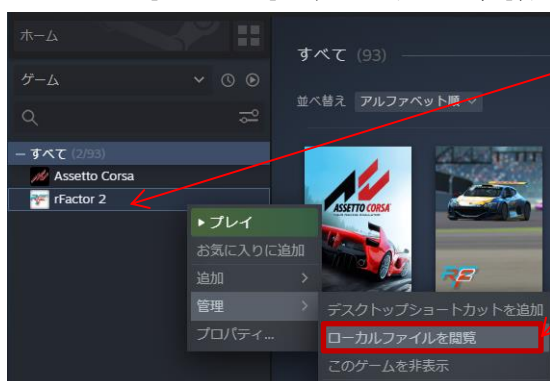 ホーム
ゲーム
すべて (93)
並べ替え アルファベット順
− すべて (2/93)
Assetto Corsa
rFactor 2
ASSETTO CORSA
rF2
プレイ
お気に入りに追加
追加
管理
プロパティ...
デスクトップショートカットを追加
ローカルファイルを閲覧
このゲームを非表示